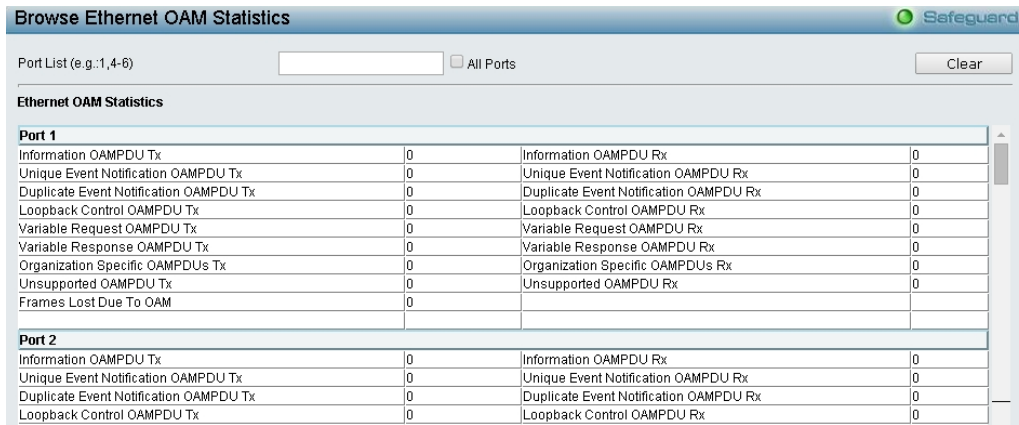 Browse Ethernet OAM Statistics Safeguard
Port List (e.g.:1,4-6) All Ports Clear
Ethernet OAM Statistics
Port 1
Information OAMPDU Tx 0 Information OAMPDU Rx 0
Unique Event Notification OAMPDU Tx 0 Unique Event Notification OAMPDU Rx 0
Duplicate Event Notification OAMPDU Tx 0 Duplicate Event Notification OAMPDU Rx 0
Loopback Control OAMPDU Tx 0 Loopback Control OAMPDU Rx 0
Variable Request OAMPDU Tx 0 Variable Request OAMPDU Rx 0
Variable Response OAMPDU Tx 0 Variable Response OAMPDU Rx 0
Organization Specific OAMPDUs Tx 0 Organization Specific OAMPDUs Rx 0
Unsupported OAMPDU Tx 0 Unsupported OAMPDU Rx 0
Frames Lost Due To OAM 0
Port 2
Information OAMPDU Tx 0 Information OAMPDU Rx 0
Unique Event Notification OAMPDU Tx 0 Unique Event Notification OAMPDU Rx 0
Duplicate Event Notification OAMPDU Tx 0 Duplicate Event Notification OAMPDU Rx 0
Loopback Control OAMPDU Tx 0 Loopback Control OAMPDU Rx 0